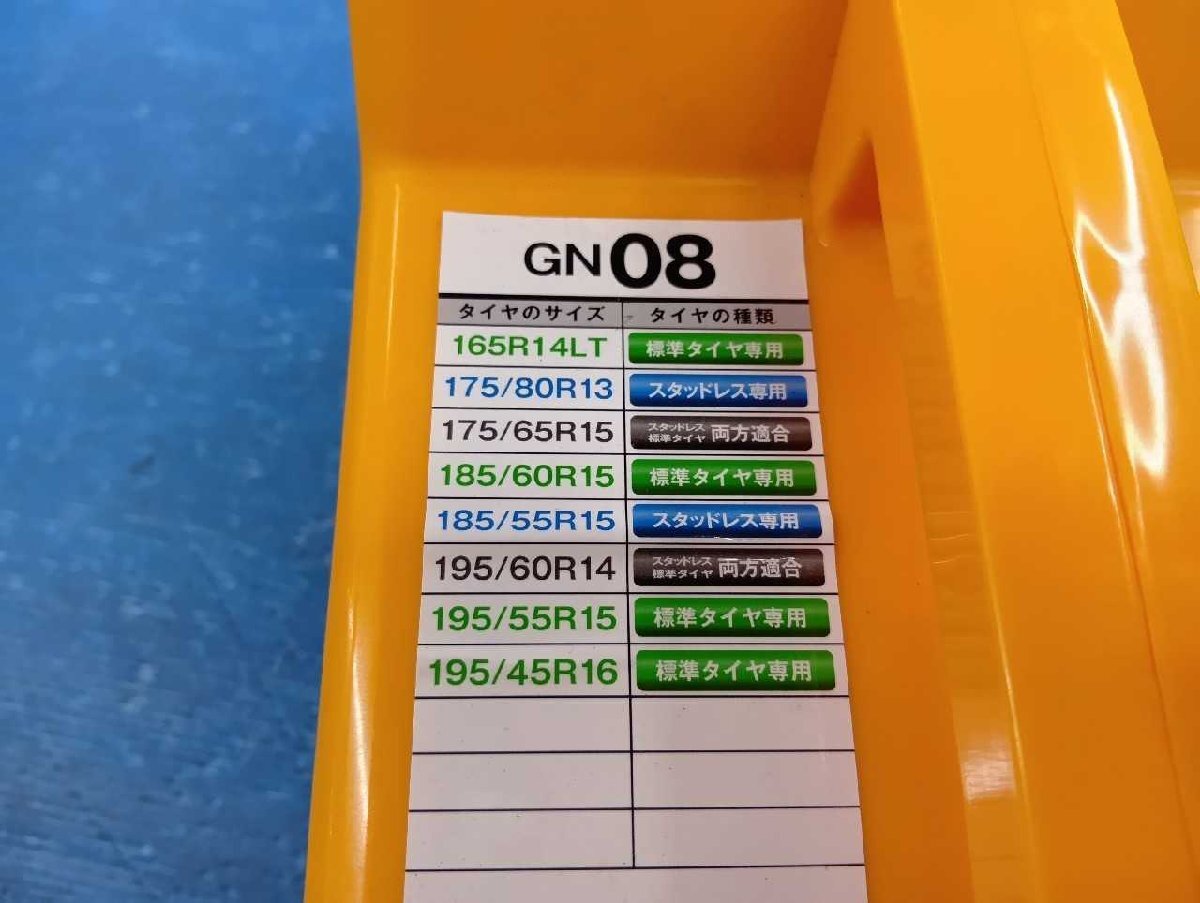 GN08
タイヤのサイズ タイヤの種類
165R14LT 標準タイヤ専用
175/80R13 スタッドレス専用
175/65R15 スタッドレス 標準タイヤ 両方適合
185/60R15 標準タイヤ専用
185/55R15 スタッドレス専用
195/60R14 スタッドレス 標準タイヤ 両方適合
195/55R15 標準タイヤ専用
195/45R16 標準タイヤ専用